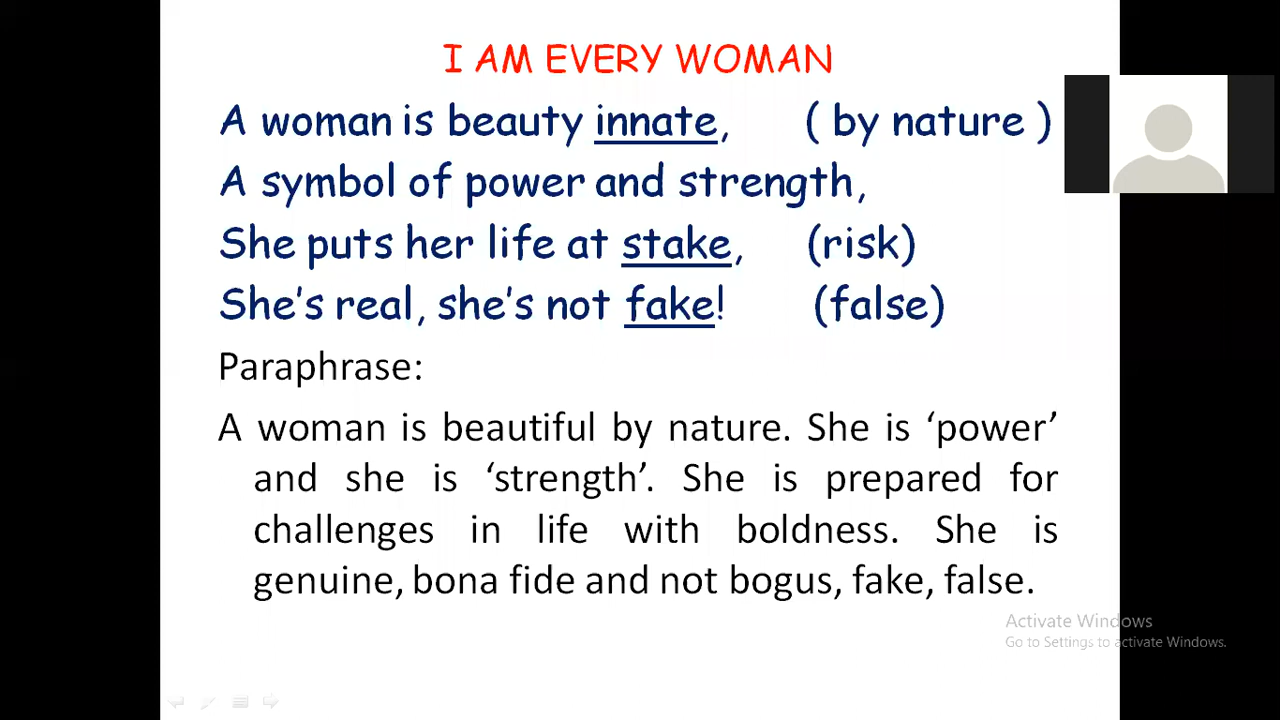 I AM EVERY WOMAN
A woman is beauty innate, ( by nature )
A symbol of power and strength,
She puts her life at stake, (risk)
She's real, she's not fake! (false)
Paraphrase:
A woman is beautiful by nature. She is ‘power’
and she is ‘strength’. She is prepared for
challenges in life with boldness. She is
genuine, bona fide and not bogus, fake, false.
Activate Windows
Go to Settings to activate Windows.